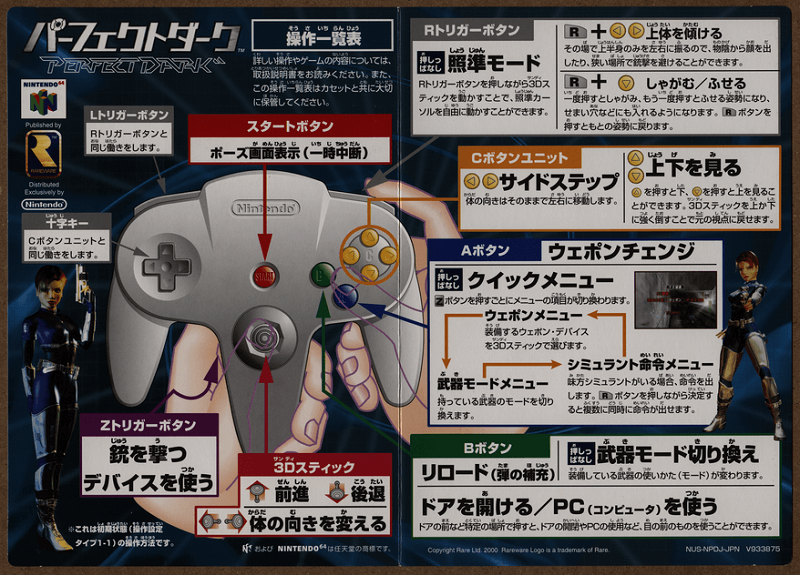 パーフェクトダーク
PERFECT DARK™
操作一覧表
詳しい操作やゲームの内容については、
取扱説明書をお読みください。また、
この操作一覧表はカセットと共に大切
に保管してください。
NINTENDO64
Published by
RAREWARE
Distributed
Exclusively by
Nintendo
Lトリガーボタン
Rトリガーボタンと
同じ働きをします。
スタートボタン
ポーズ画面表示(一時中断)
十字キー
Cボタンユニットと
同じ働きをします。
Nintendo
START
B
A
C
Zトリガーボタン
銃を撃つ
デバイスを使う
3Dスティック
前進
後退
体の向きを変える
※これは初期状態(操作設定
タイプ1-1)の操作方法です。
および NINTENDO64は任天堂の商標です。
Rトリガーボタン
押しっぱなし 照準モード
Rトリガーボタンを押しながら3Dス
ティックを動かすことで、照準カー
ソルを自由に動かすことができます。
R + 上体を傾ける
その場で上半身のみを左右に振るので、物陰から顔を出
したり、狭い場所で銃撃を避けることができます。
R + しゃがむ/ふせる
一度押すとしゃがみ、もう一度押すとふせる姿勢になり、
せまい穴などにも入れるようになります。Rボタンを
押すともとの姿勢に戻ります。
Cボタンユニット
サイドステップ
体の向きはそのままで左右に移動します。
上下を見る
を押すと下、を押すと上を見るこ
とができます。3Dスティックを上か下
に強く倒すことで元の視点に戻せます。
Aボタン
ウェポンチェンジ
押しっぱなし クイックメニュー
Zボタンを押すごとにメニューの項目が切り換わります。
ウェポンメニュー
装備するウェポン・デバイス
を3Dスティックで選びます。
武器モードメニュー
持っている武器のモードを切り
換えます。
シミュラント命令メニュー
味方シミュラントがいる場合、命令を出
します。Rボタンを押しながら決定す
ると複数に同時に命令が出せます。
Bボタン
リロード(弾の補充)
押しっぱなし 武器モード切り換え
装備している武器の使いかた(モード)が変わります。
ドアを開ける/PC(コンピュータ)を使う
ドアの前など特定の場所で押すと、ドアの開閉やPCの使用など、目の前のものを使うことができます。
Copyright Rare Ltd. 2000 Rareware Logo is a trademark of Rare.
NUS-NPDJ-JPN V933875